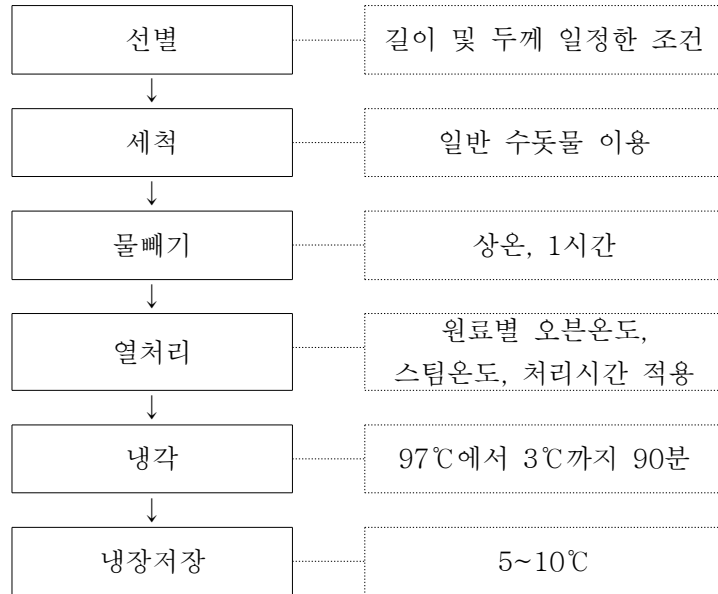 선별
길이 및 두께 일정한 조건
↓
세척
일반 수돗물 이용
↓
물빼기
상온, 1시간
↓
열처리
원료별 오븐온도,
스팀온도, 처리시간 적용
↓
냉각
97℃에서 3℃까지 90분
↓
냉장저장
5~10℃